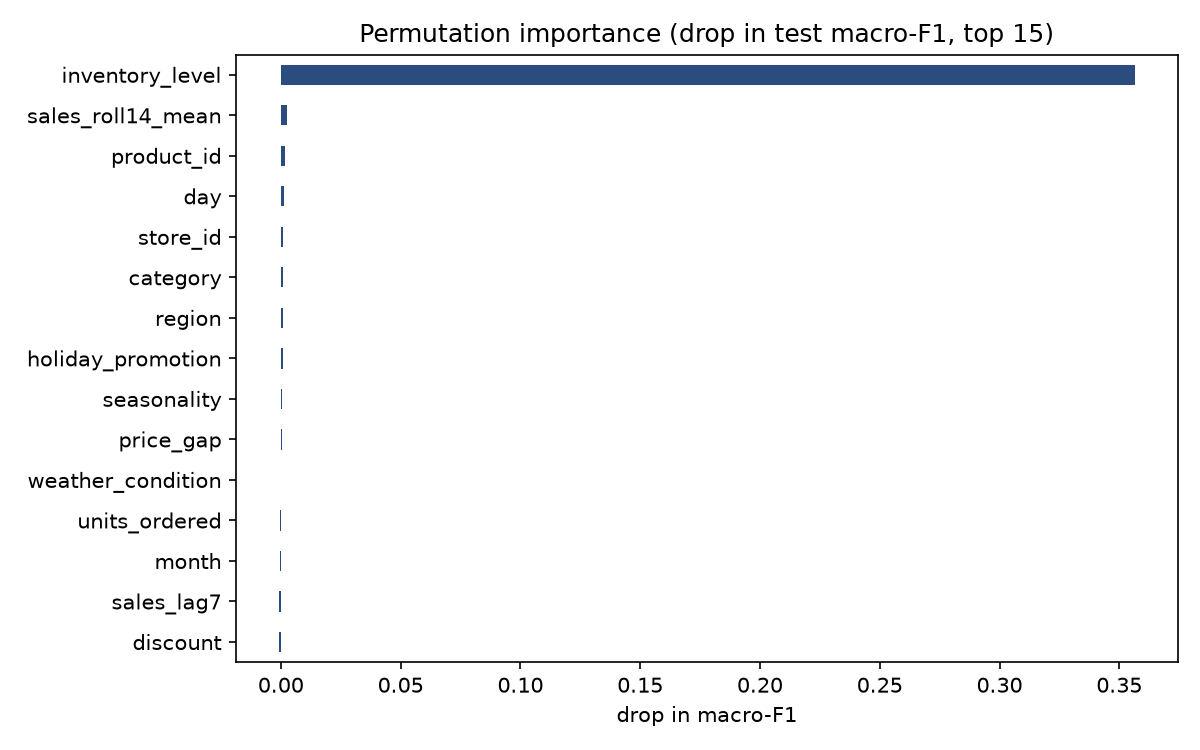 Permutation importance (drop in test macro-F1, top 15)
inventory_level
sales_roll14_mean
product_id
day
store_id
category
region
holiday_promotion
seasonality
price_gap
weather_condition
units_ordered
month
sales_lag7
discount
0.00 0.05 0.10 0.15 0.20 0.25 0.30 0.35
drop in macro-F1